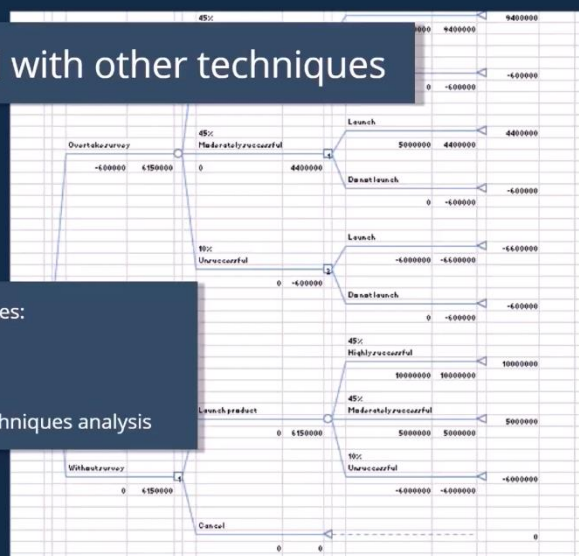 45%
9400000
9400000
with other techniques
-600000
0 -600000
Launch
45%
4400000
Overtake survey
Moderately successful
5000000 4400000
-600000 6150000
0 4400000
Do not launch
-600000
0 -600000
Launch
10%
-6600000
Unsuccessful
-6000000 -6600000
0 -600000
Do not launch
es:
-600000
0 -600000
45%
Highly successful
10000000
10000000 10000000
45%
Launch product
Moderately successful
hniques analysis
5000000
0 6150000
5000000 5000000
10%
Without survey
Unsuccessful
-6000000
0 6150000
-6000000 -6000000
Cancel
0
0 0